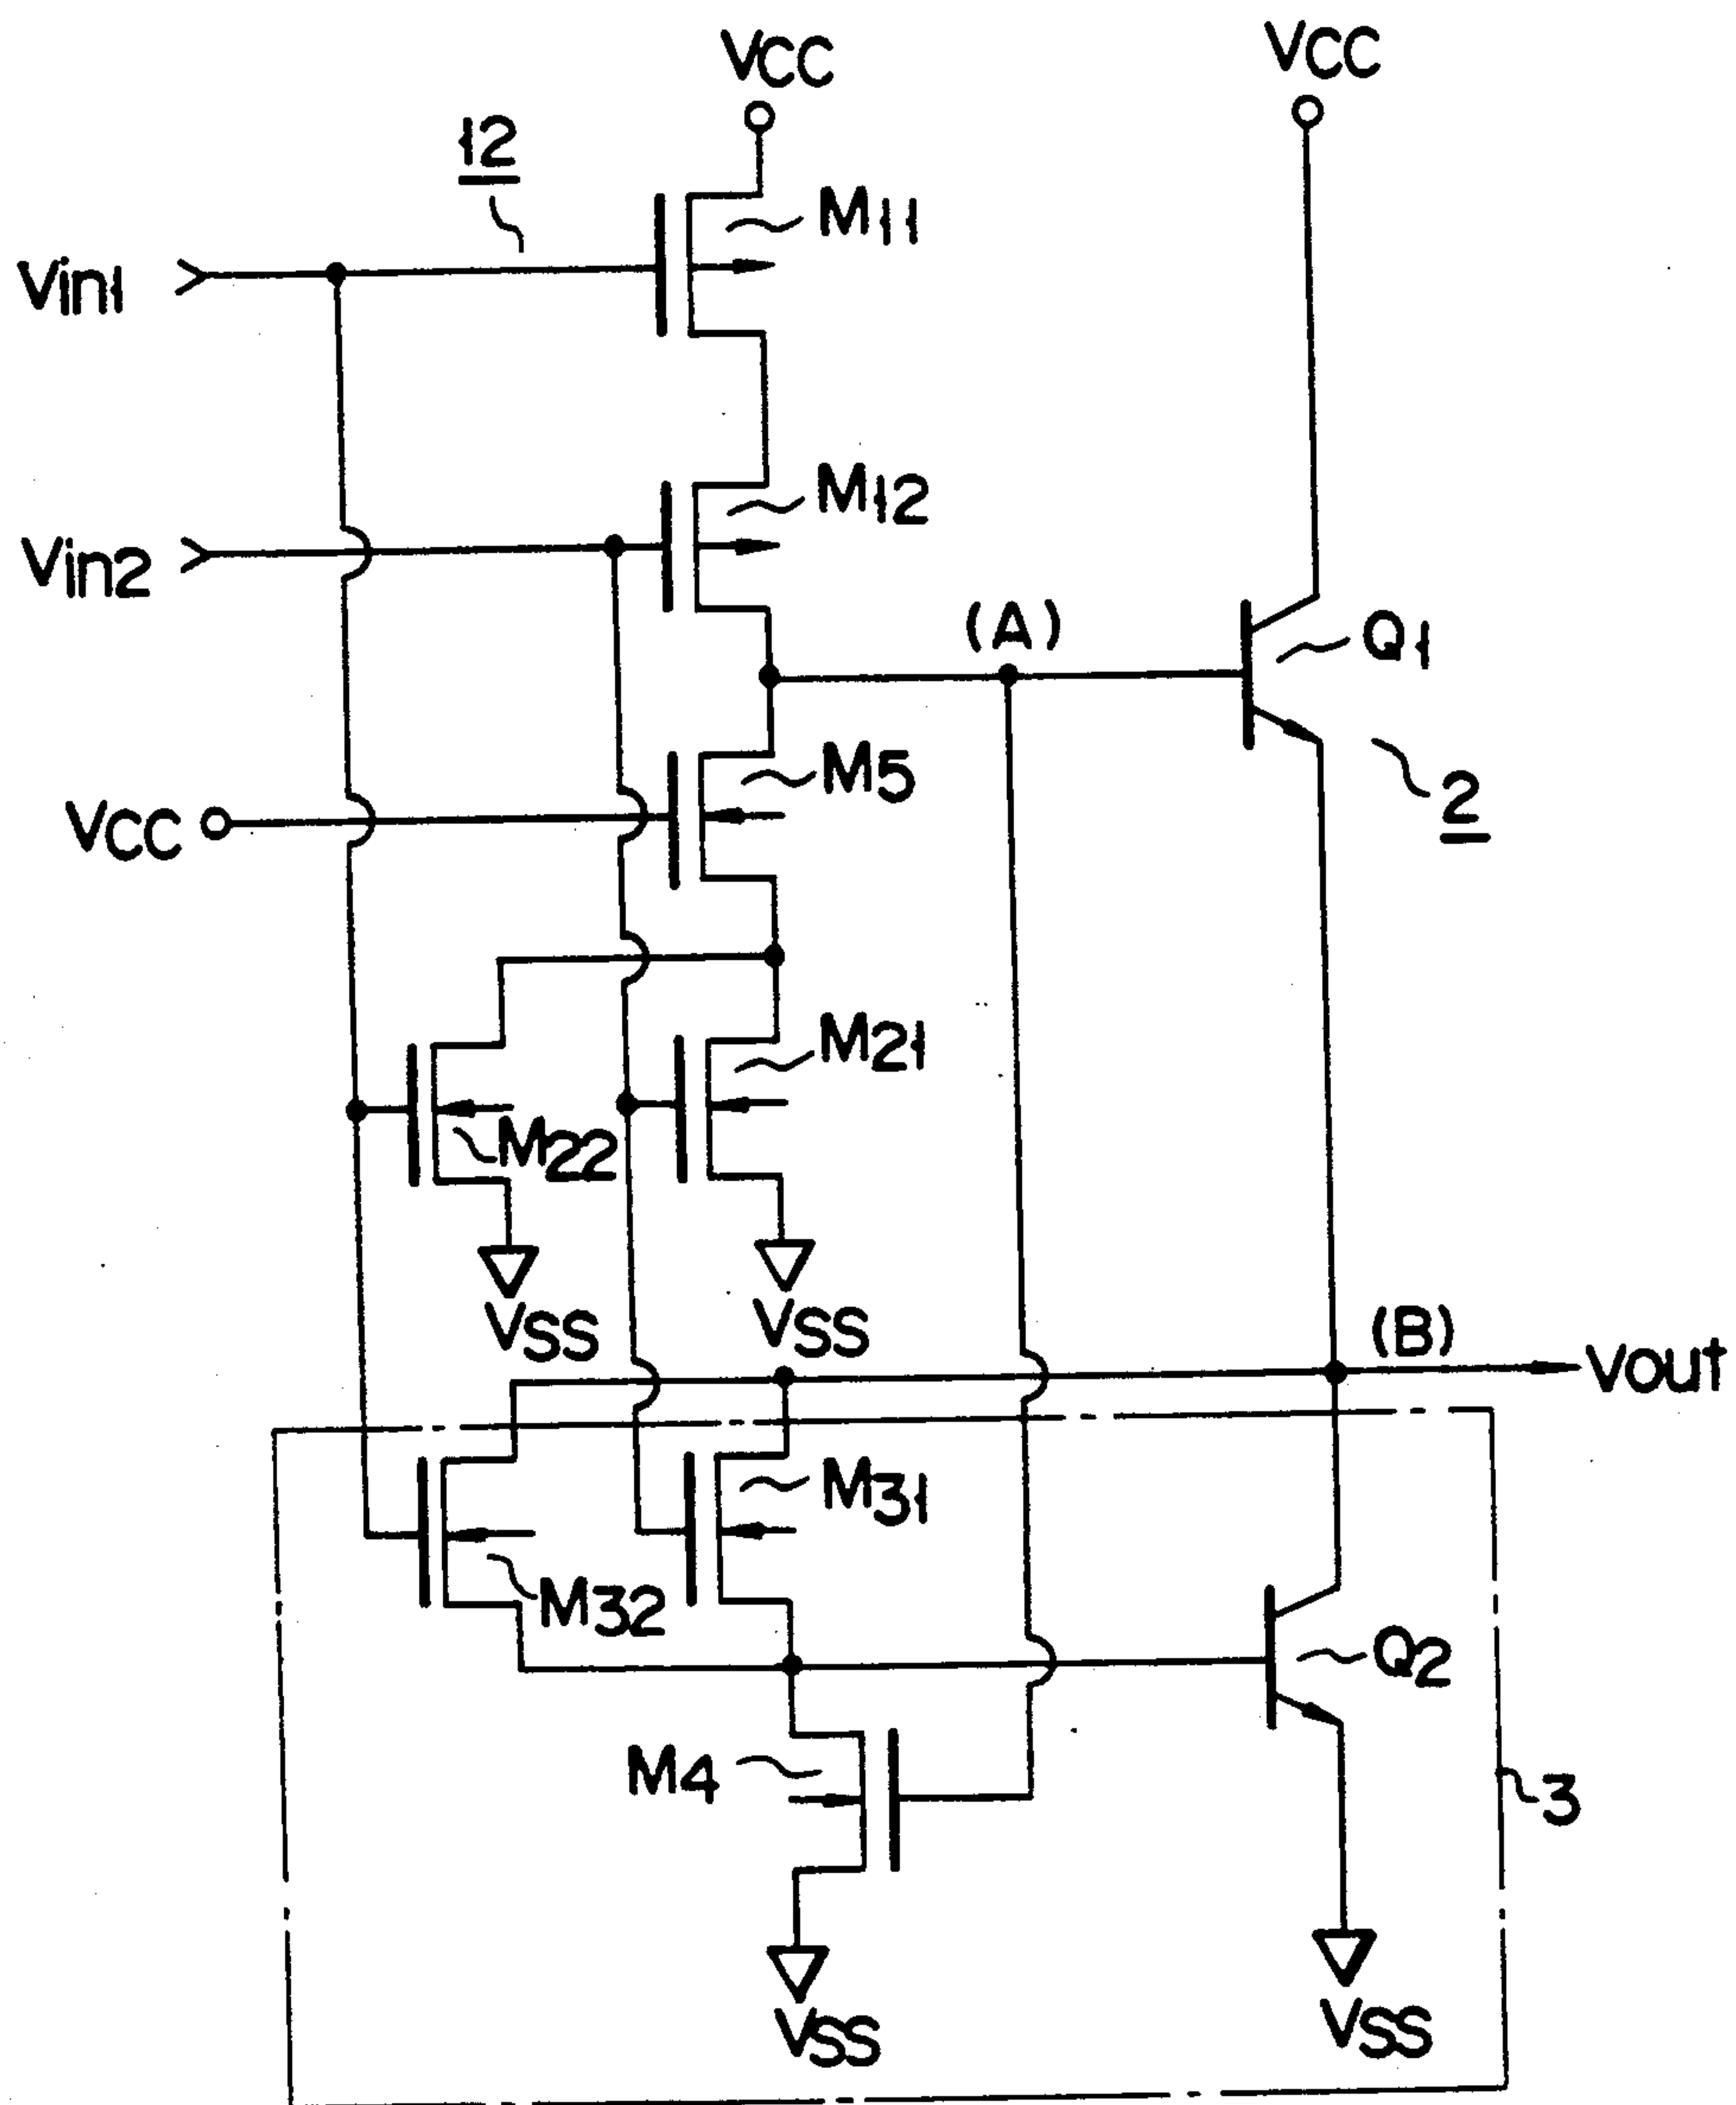 VCC
VCC
12
M11
Vin1
M12
Vin2
(A)
Q1
M5
2
VCC
M21
M22
VSS
VSS
(B)
Vout
M31
M32
Q2
M4
3
VSS
VSS